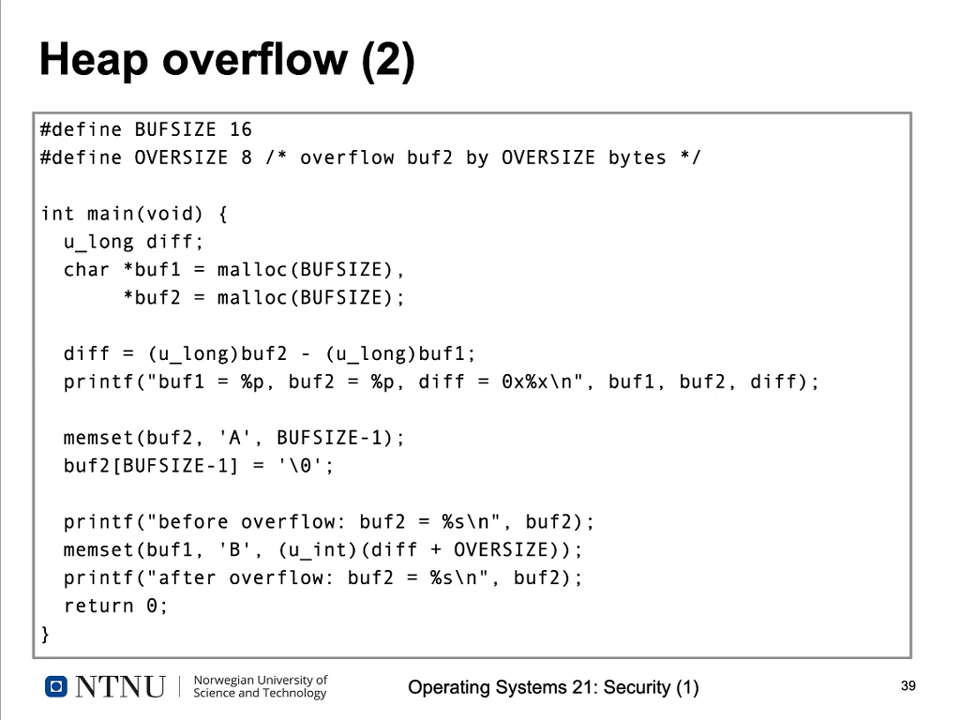 Heap overflow (2)
#define BUFSIZE 16
#define OVERSIZE 8 /* overflow buf2 by OVERSIZE bytes */
int main(void) {
u_long diff;
char *buf1 = malloc(BUFSIZE),
*buf2 = malloc(BUFSIZE);
diff = (u_long)buf2 - (u_long)buf1;
printf("buf1 = %p, buf2 = %p, diff = 0x%x\n", buf1, buf2, diff);
memset(buf2, 'A', BUFSIZE-1);
buf2[BUFSIZE-1] = '\0';
printf("before overflow: buf2 = %s\n", buf2);
memset(buf1, 'B', (u_int)(diff + OVERSIZE));
printf("after overflow: buf2 = %s\n", buf2);
return 0;
}
NTNU
Norwegian University of
Science and Technology
Operating Systems 21: Security (1)
39